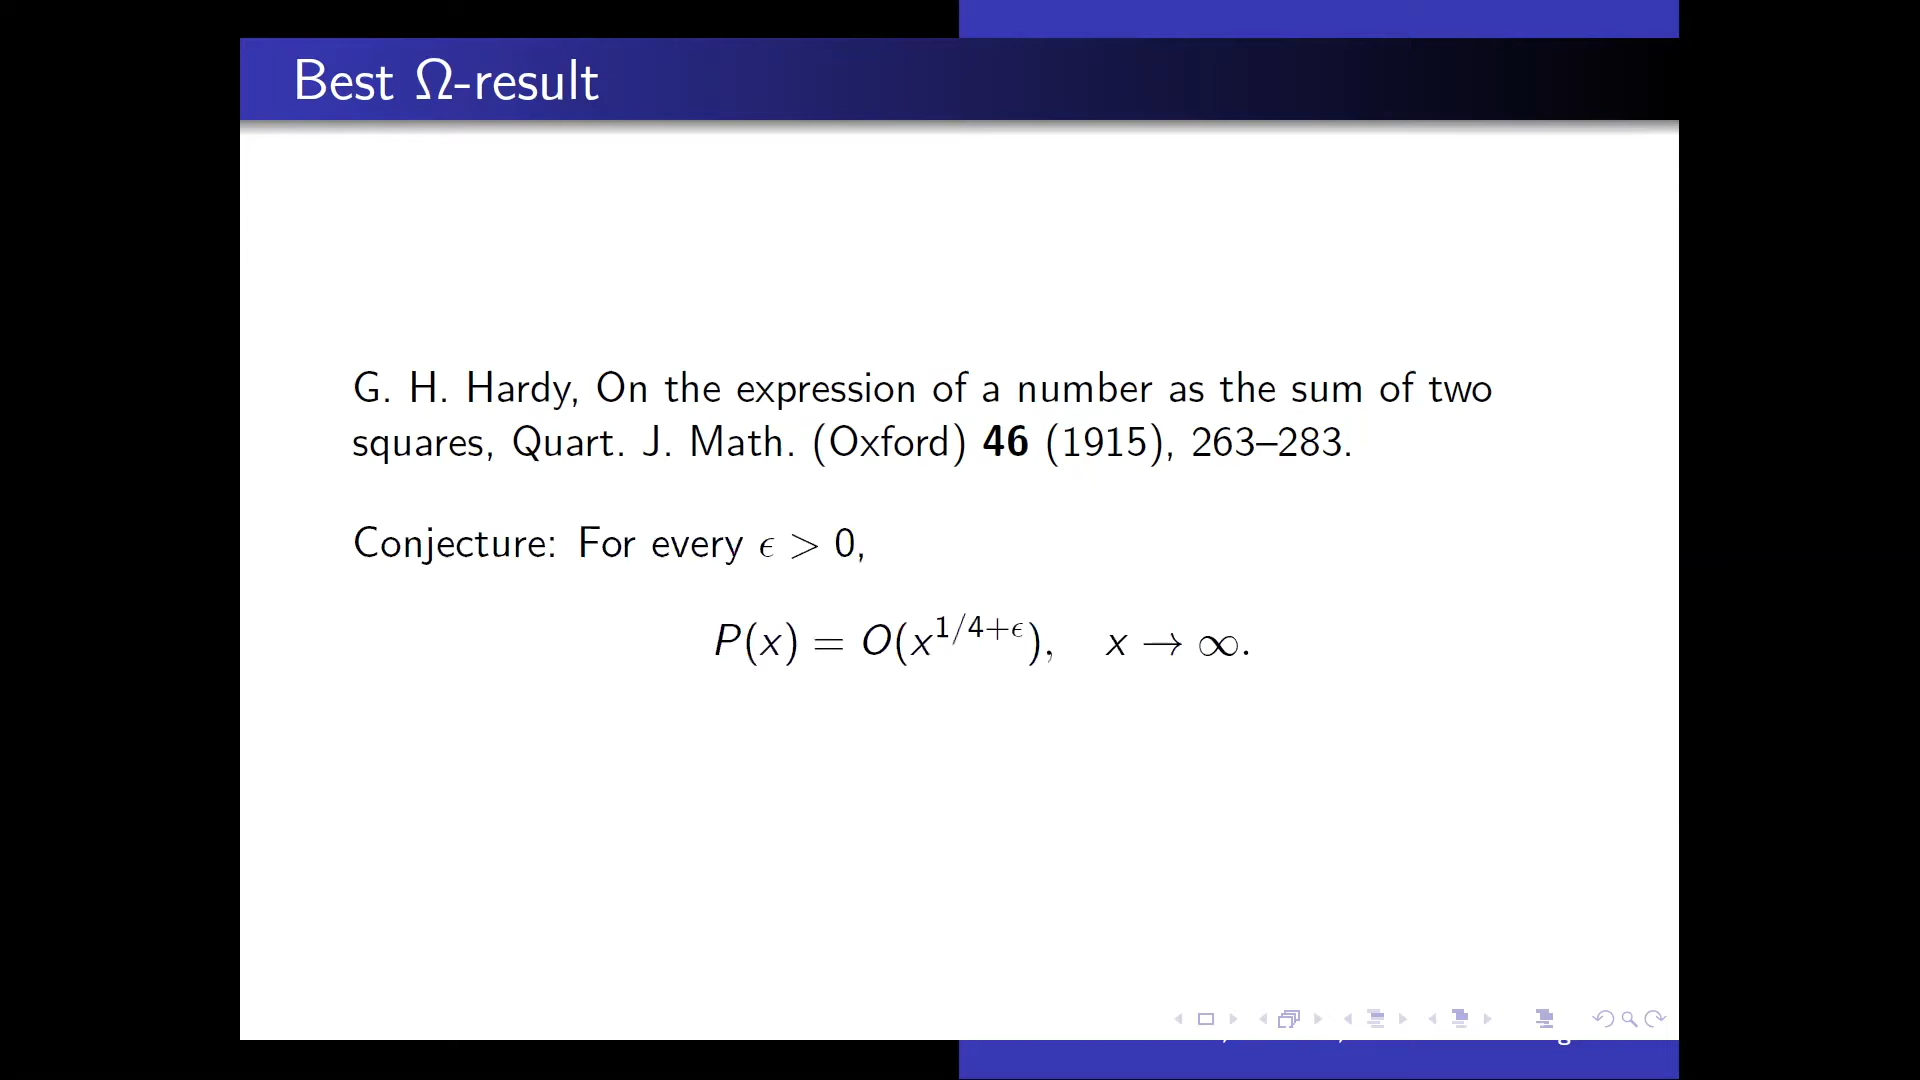 Best Ω-result
G. H. Hardy, On the expression of a number as the sum of two
squares, Quart. J. Math. (Oxford) 46 (1915), 263–283.
Conjecture: For every ϵ > 0,
P(x) = O(x^{1/4+ϵ}), x → ∞.